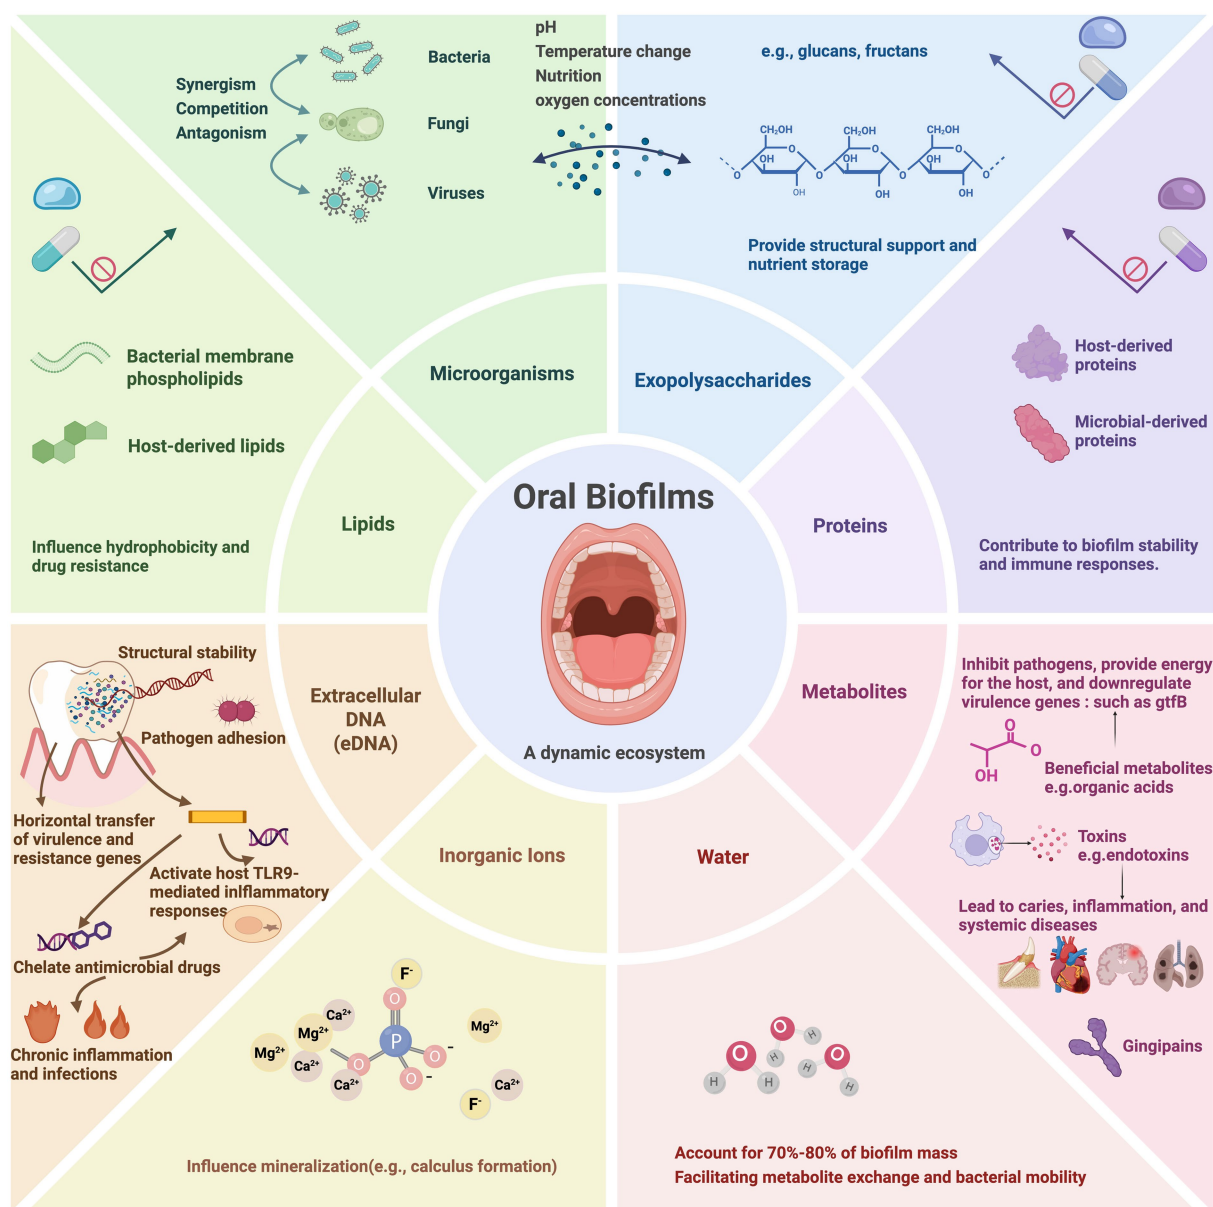 pH
Temperature change
Nutrition
oxygen concentrations
Synergism
Competition
Antagonism
Bacteria
Fungi
Viruses
Microorganisms
e.g., glucans, fructans
CH₂OH
CH₂OH
CH₂OH
O
O
O
OH
OH
OH
O
O
O
O
OH
OH
OH
Provide structural support and
nutrient storage
Exopolysaccharides
Bacterial membrane
phospholipids
Host-derived lipids
Influence hydrophobicity and
drug resistance
Lipids
Host-derived
proteins
Microbial-derived
proteins
Contribute to biofilm stability
and immune responses.
Proteins
Oral Biofilms
A dynamic ecosystem
Structural stability
Pathogen adhesion
Horizontal transfer
of virulence and
resistance genes
Activate host TLR9-
mediated inlflammatory
responses
Chelate antimicrobial drugs
Chronic inflammation
and infections
Extracellular
DNA
(eDNA)
Metabolites
Inhibit pathogens, provide energy
for the host, and downregulate
virulence genes : such as gtfB
O
O
OH
Beneficial metabolites
e.g.organic acids
Toxins
e.g.endotoxins
Lead to caries, inflammation, and
systemic diseases
Gingipains
Inorganic Ions
F⁻
O
Ca²⁺
Mg²⁺
P
Mg²⁺
Mg²⁺
Ca²⁺
O
O
-
Ca²⁺
O
-
Ca²⁺
F⁻
Influence mineralization(e.g., calculus formation)
Water
O
H
O
H
O
H
H
H
H
Account for 70%-80% of biofilm mass
Facilitating metabolite exchange and bacterial mobility